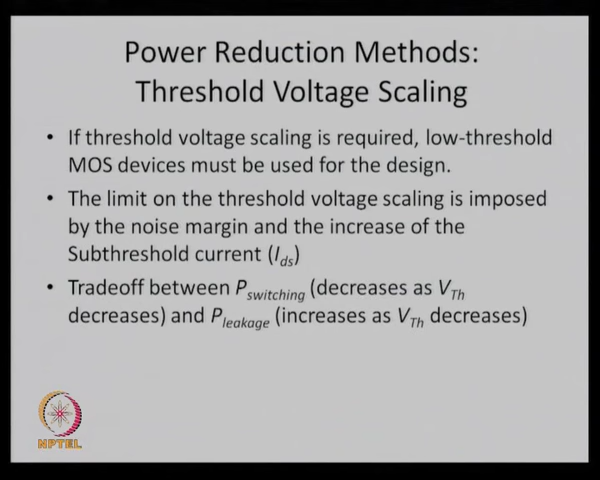 Power Reduction Methods:
Threshold Voltage Scaling
• If threshold voltage scaling is required, low-threshold
MOS devices must be used for the design.
• The limit on the threshold voltage scaling is imposed
by the noise margin and the increase of the
Subthreshold current (Ids)
• Tradeoff between Pswitching (decreases as VTh
decreases) and Pleakage (increases as VTh decreases)
NPTEL